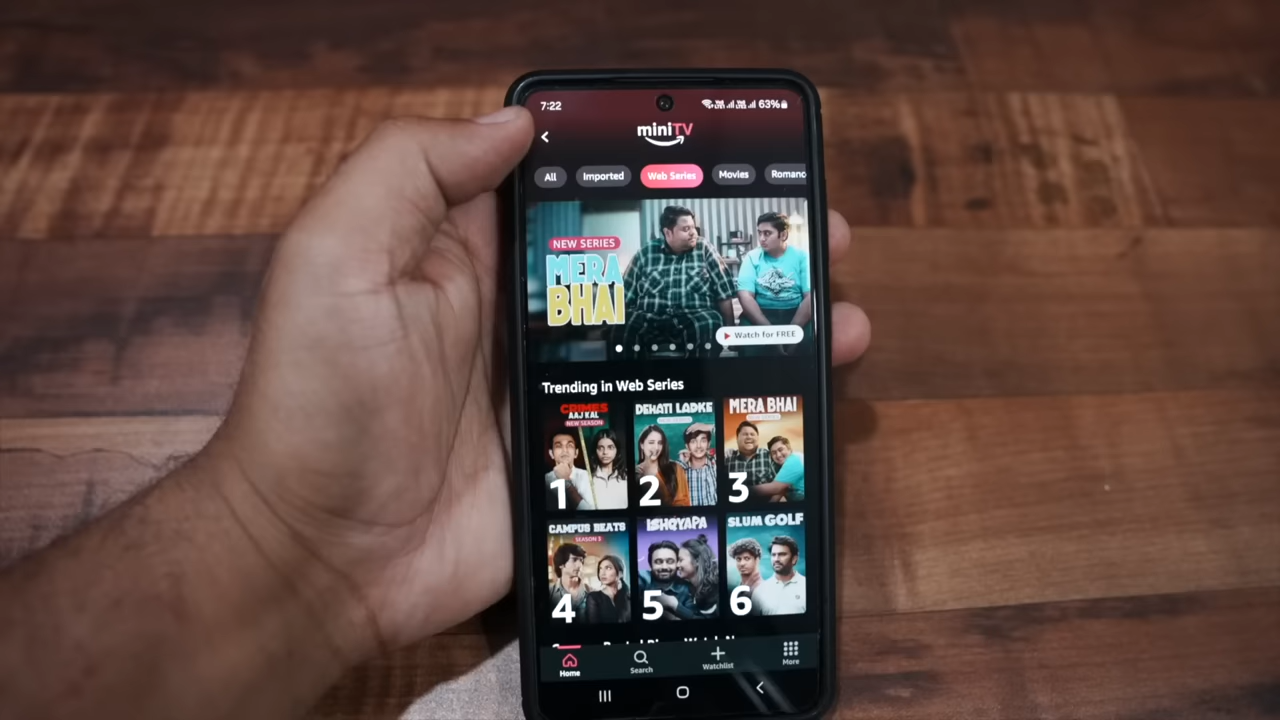 7:22
63%
miniTV
All
Imported
Web Series
Movies
Romanc
NEW SERIES
MERA
BHAI
Watch for FREE
Trending in Web Series
CRIMES
AAJ KAL
NEW SEASON
1
DEHATI LADKE
2
MERA BHAI
3
CAMPUS BEATS
SEASON 3
4
ISHQYAPA
5
SLUM GOLF
6
Home
Search
Watchlist
More